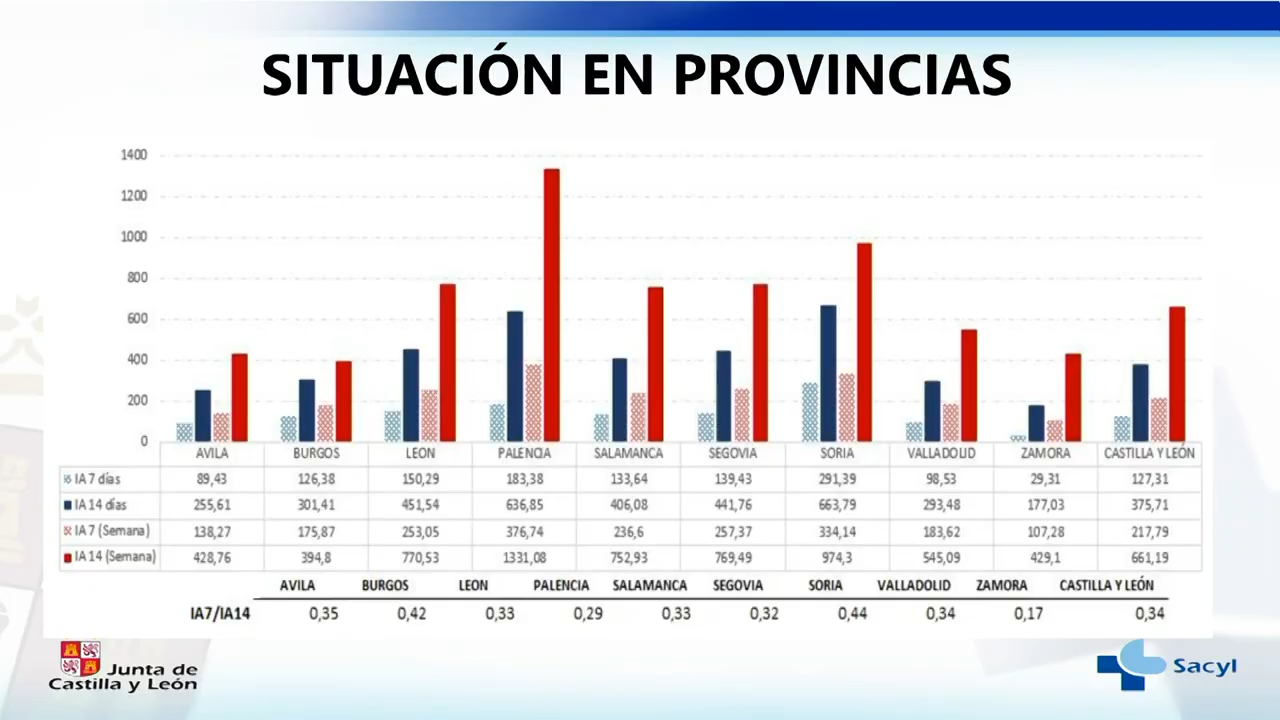 SITUACIÓN EN PROVINCIAS
1400
1200
1000
800
600
400
200
0
AVILA BURGOS LEON PALENCIA SALAMANCA SEGOVIA SORIA VALLADOLID ZAMORA CASTILLA Y LEÓN
IA 7 días 89,43 126,38 150,29 183,38 133,64 139,43 291,39 98,53 29,31 127,31
IA 14 días 255,61 301,41 451,54 636,85 406,08 441,76 663,79 293,48 177,03 375,71
IA 7 (Semana) 138,27 175,87 253,05 376,74 236,6 257,37 334,14 183,62 107,28 217,79
IA 14 (Semana) 428,76 394,8 770,53 1331,08 752,93 769,49 974,3 545,09 429,1 661,19
AVILA BURGOS LEON PALENCIA SALAMANCA SEGOVIA SORIA VALLADOLID ZAMORA CASTILLA Y LEÓN
IA7/IA14 0,35 0,42 0,33 0,29 0,33 0,32 0,44 0,34 0,17 0,34
Junta de
Castilla y León
Sacyl